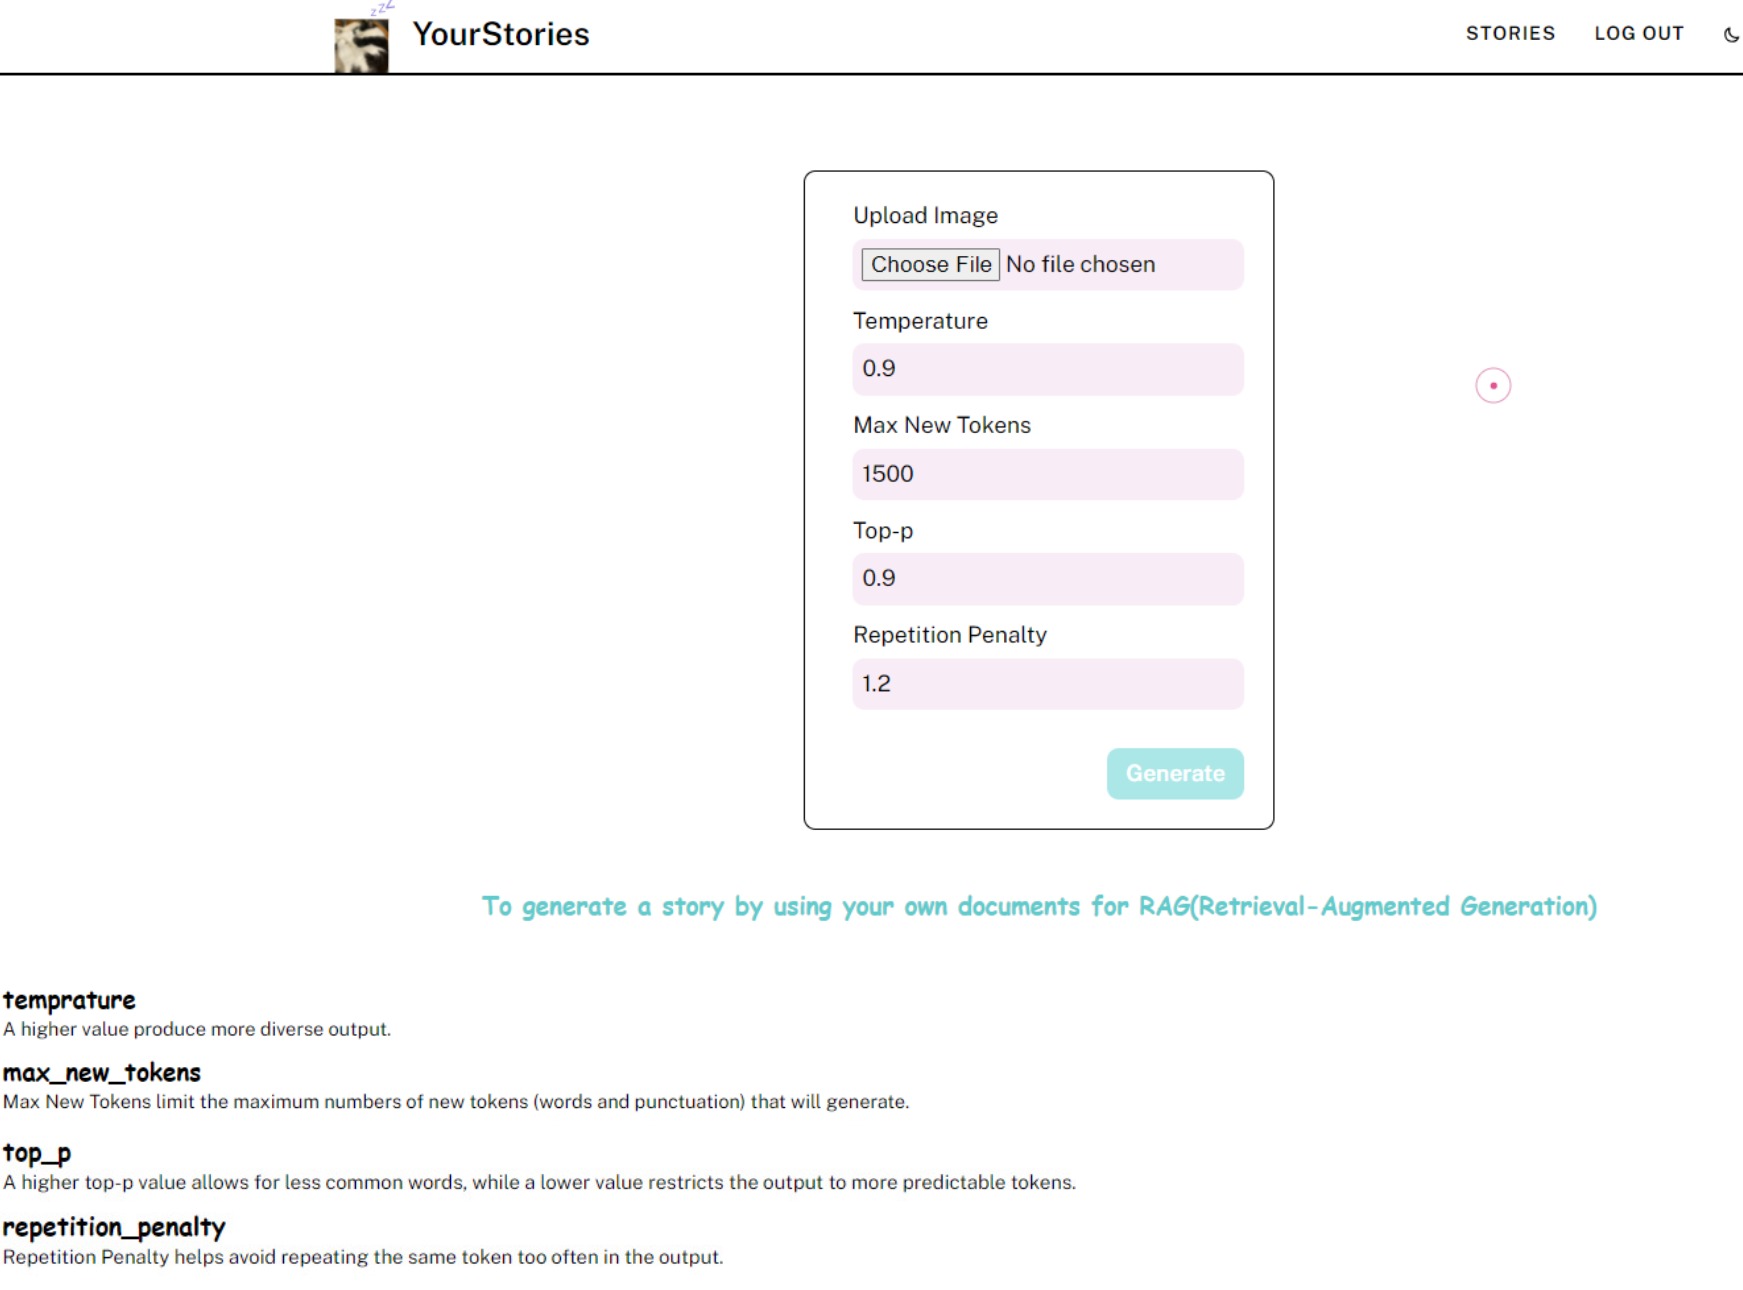 zzz
YourStories
STORIES
LOG OUT
Upload Image
Choose File No file chosen
Temperature
0.9
Max New Tokens
1500
Top-p
0.9
Repetition Penalty
1.2
Generate
To generate a story by using your own documents for RAG(Retrieval-Augmented Generation)
temprature
A higher value produce more diverse output.
max_new_tokens
Max New Tokens limit the maximum numbers of new tokens (words and punctuation) that will generate.
top_p
A higher top-p value allows for less common words, while a lower value restricts the output to more predictable tokens.
repetition_penalty
Repetition Penalty helps avoid repeating the same token too often in the output.